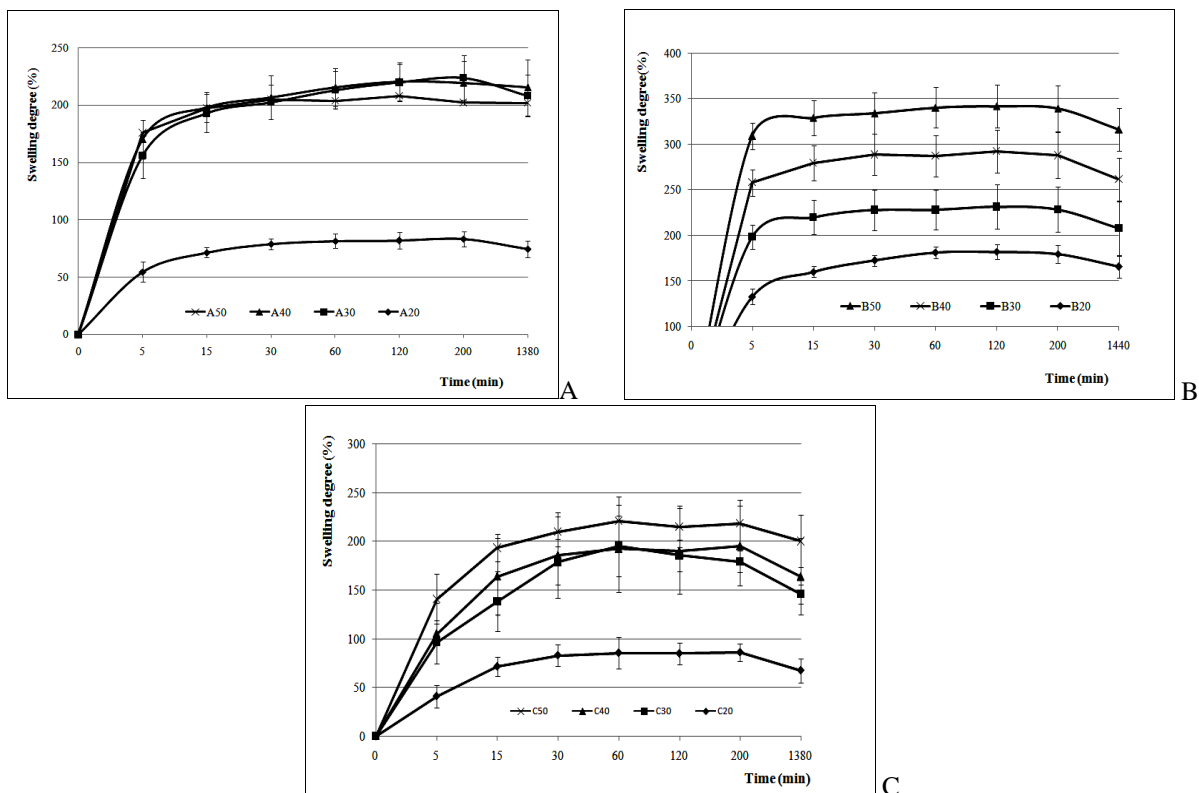 Swelling degree (%)
250
200
150
100
50
0
A50 A40 A30 A20
0 5 15 30 60 120 200 1380
Time (min)
A
Swelling degree(%)
400
350
300
250
200
150
100
B50 B40 B30 B20
0 5 15 30 60 120 200 1440
Time (min)
B
Swelling degree (%)
300
250
200
150
100
50
0
C50 C40 C30 C20
0 5 15 30 60 120 200 1380
Time (min)
C